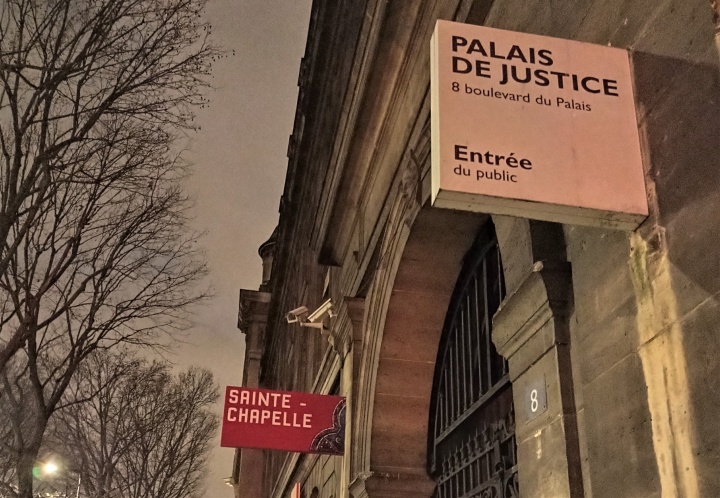 PALAIS
DE JUSTICE
8 boulevard du Palais
Entrée
du public
SAINTE -
CHAPELLE
8